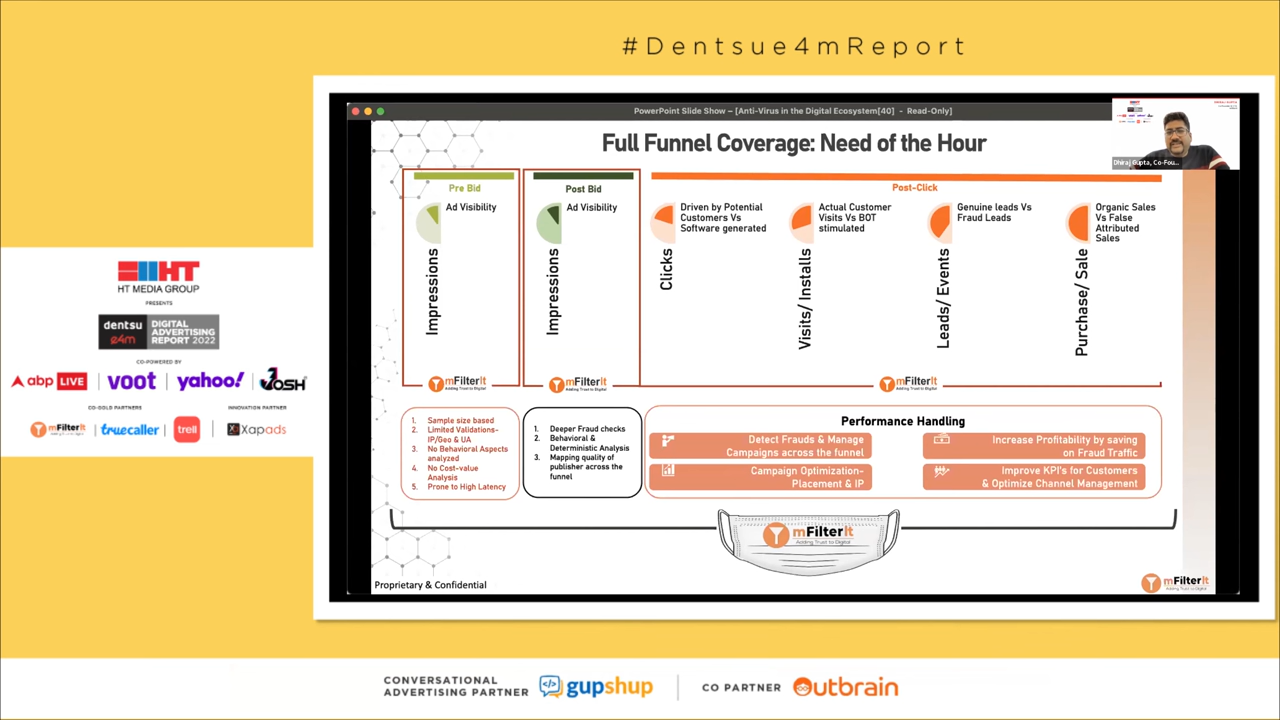 #Dentsue4mReport
HT MEDIA GROUP
PRESENTS
dentsu
e4m
DIGITAL
ADVERTISING
REPORT 2022
CO-POWERED BY
abp LIVE
VOOT
yahoo!
JOSH
CO-GOLD PARTNERS
INNOVATION PARTNER
mFilterIt
truecaller
trell
Xapads
PowerPoint Slide Show – [Anti-Virus in the Digital Ecosystem[40] - Read-Only]
Dhiraj Gupta, Co-Fou...
Full Funnel Coverage: Need of the Hour
Pre Bid
Ad Visibility
Impressions
mFilterIt
Adding Trust to Digital
Post Bid
Ad Visibility
Impressions
mFilterIt
Adding Trust to Digital
Post-Click
Driven by Potential
Customers Vs
Software generated
Clicks
Actual Customer
Visits Vs BOT
stimulated
Visits/ Installs
Genuine leads Vs
Fraud Leads
Leads/ Events
Organic Sales
Vs False
Attributed
Sales
Purchase/ Sale
mFilterIt
Adding Trust to Digital
1. Sample size based
2. Limited Validations-
IP/Geo & UA
3. No Behavioral Aspects
analyzed
4. No Cost-value
Analysis
5. Prone to High Latency
1. Deeper Fraud checks
2. Behavioral &
Deterministic Analysis
3. Mapping quality of
publisher across the
funnel
Performance Handling
Detect Frauds & Manage
Campaigns across the funnel
Increase Profitability by saving
on Fraud Traffic
Campaign Optimization-
Placement & IP
Improve KPI's for Customers
& Optimize Channel Management
mFilterIt
Adding Trust to Digital
Proprietary & Confidential
mFilterIt
Adding Trust to Digital
CONVERSATIONAL
ADVERTISING PARTNER
gupshup
CO PARTNER
Outbrain